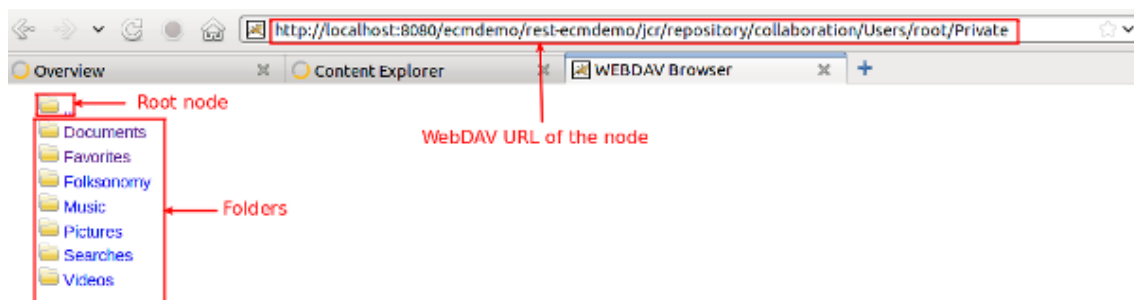 http://localhost:8080/ecmdemo/rest-ecmdemo/jcr/repository/collaboration/Users/root/Private
Overview Content Explorer WEBDAV Browser
.. Root node
Documents
WebDAV URL of the node
Favorites
Folksonomy
Music
Folders
Pictures
Searches
Videos